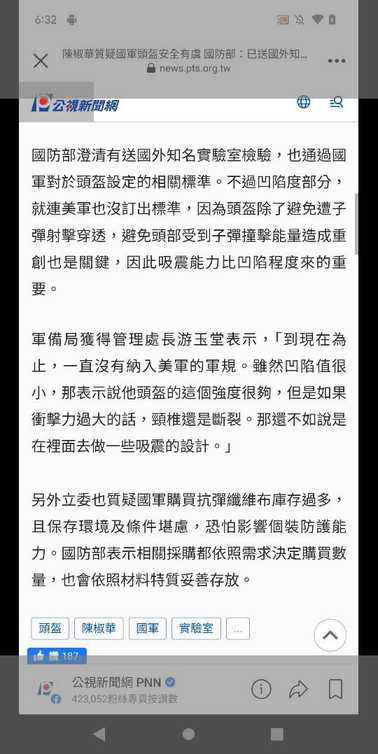 6:32
陳椒華質疑國軍頭盔安全有虞 國防部：已送國外知...
news.pts.org.tw
公視新聞網
國防部澄清有送國外知名實驗室檢驗，也通過國
軍對於頭盔設定的相關標準。不過凹陷度部分，
就連美軍也沒訂出標準，因為頭盔除了避免遭子
彈射擊穿透，避免頭部受到子彈撞擊能量造成重
創也是關鍵，因此吸震能力比凹陷程度來的重
要。
軍備局獲得管理處長游玉堂表示，「到現在為
止，一直沒有納入美軍的軍規。雖然凹陷值很
小，那表示說他頭盔的這個強度很夠，但是如果
衝擊力過大的話，頸椎還是斷裂。那還不如說是
在裡面去做一些吸震的設計。」
另外立委也質疑國軍購買抗彈纖維布庫存過多，
且保存環境及條件堪慮，恐怕影響個裝防護能
力。國防部表示相關採購都依照需求決定購買數
量，也會依照材料特質妥善存放。
頭盔 陳椒華 國軍 實驗室 ...
讚 187
公視新聞網 PNN
423,052粉絲專頁按讚數